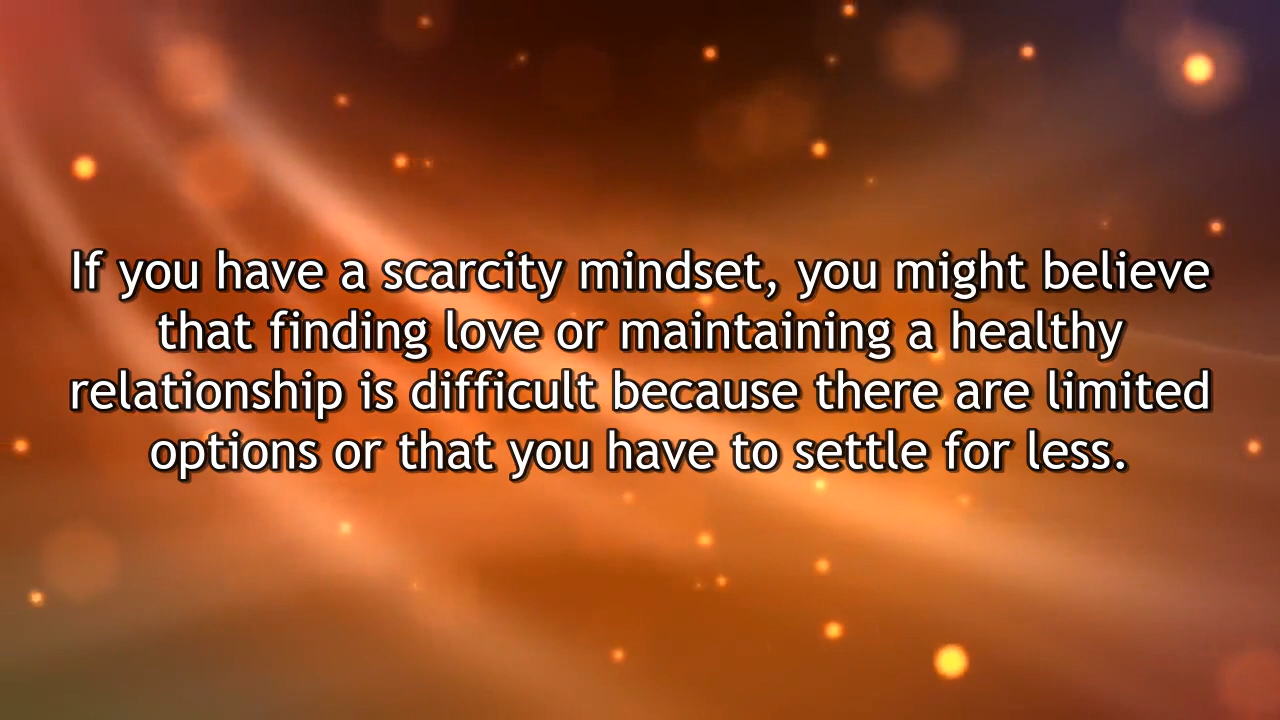 If you have a scarcity mindset, you might believe
that finding love or maintaining a healthy
relationship is difficult because there are limited
options or that you have to settle for less.